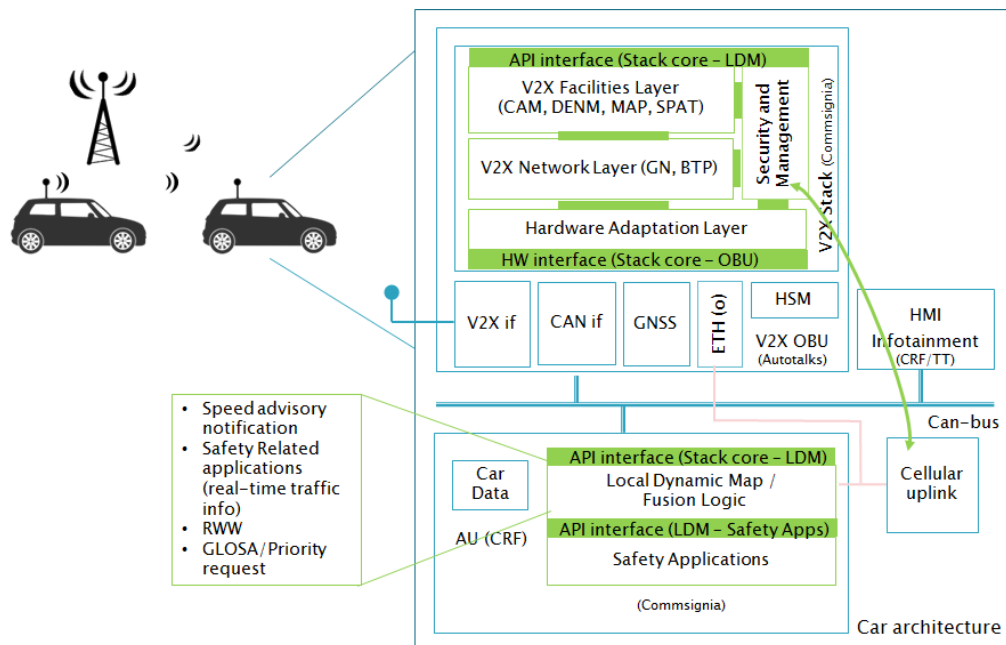 API interface (Stack core – LDM)
V2X Facilities Layer
(CAM, DENM, MAP, SPAT)
Security and
Management
V2X Stack (Commsignia)
V2X Network Layer (GN, BTP)
Hardware Adaptation Layer
HW interface (Stack core – OBU)
V2X if
CAN if
GNSS
ETH (o)
HSM
V2X OBU
(Autotalks)
HMI
Infotainment
(CRF/TT)
Can-bus
• Speed advisory
notification
• Safety Related
applications
(real-time traffic
info)
• RWW
• GLOSA/Priority
request
Car
Data
AU (CRF)
API interface (Stack core – LDM)
Local Dynamic Map /
Fusion Logic
API interface (LDM – Safety Apps)
Safety Applications
(Commsignia)
Cellular
uplink
Car architecture